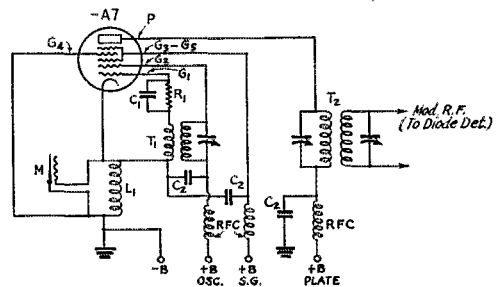 -A7
P
G4
G3-G5
G2
G1
C1
R1
T1
T2
Mod. R.F.
(To Diode Det.)
M
L1
C2
C2
C2
RFC
RFC
-B
+B
OSC.
+B
S.G.
+B
PLATE